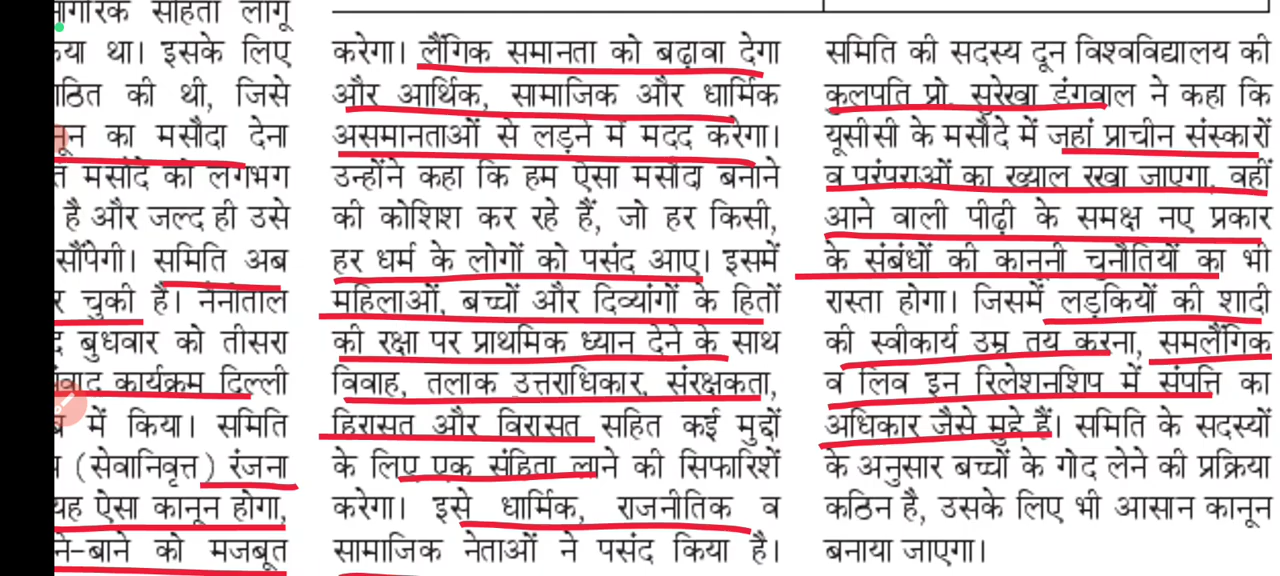 नागरिक संहिता लागू
था। इसके लिए
की थी, जिसे
का मसौदा देना
मसौदे को लगभग
है और जल्द ही उसे
सौंपेगी। समिति अब
चुकी है। नैनीताल
बुधवार को तीसरा
कार्यक्रम दिल्ली
में किया। समिति
(सेवानिवृत्त) रंजना
यह ऐसा कानून होगा,
को मजबूत
करेगा। लैंगिक समानता को बढ़ावा देगा
और आर्थिक, सामाजिक और धार्मिक
असमानताओं से लड़ने में मदद करेगा।
उन्होंने कहा कि हम ऐसा मसौदा बनाने
की कोशिश कर रहे हैं, जो हर किसी,
हर धर्म के लोगों को पसंद आए। इसमें
महिलाओं, बच्चों और दिव्यांगों के हितों
की रक्षा पर प्राथमिक ध्यान देने के साथ
विवाह, तलाक उत्तराधिकार, संरक्षकता,
हिरासत और विरासत सहित कई मुद्दों
के लिए एक संहिता लाने की सिफारिशें
करेगा। इसे धार्मिक, राजनीतिक व
सामाजिक नेताओं ने पसंद किया है।
समिति की सदस्य दून विश्वविद्यालय की
कुलपति प्रो. सुरेखा डंगवाल ने कहा कि
यूसीसी के मसौदे में जहां प्राचीन संस्कारों
व परंपराओं का ख्याल रखा जाएगा, वहीं
आने वाली पीढ़ी के समक्ष नए प्रकार
के संबंधों की कानूनी चुनौतियों का भी
रास्ता होगा। जिसमें लड़कियों की शादी
की स्वीकार्य उम्र तय करना, समलैंगिक
व लिव इन रिलेशनशिप में संपत्ति का
अधिकार जैसे मुद्दे हैं। समिति के सदस्यों
के अनुसार बच्चों के गोद लेने की प्रक्रिया
कठिन है, उसके लिए भी आसान कानून
बनाया जाएगा।